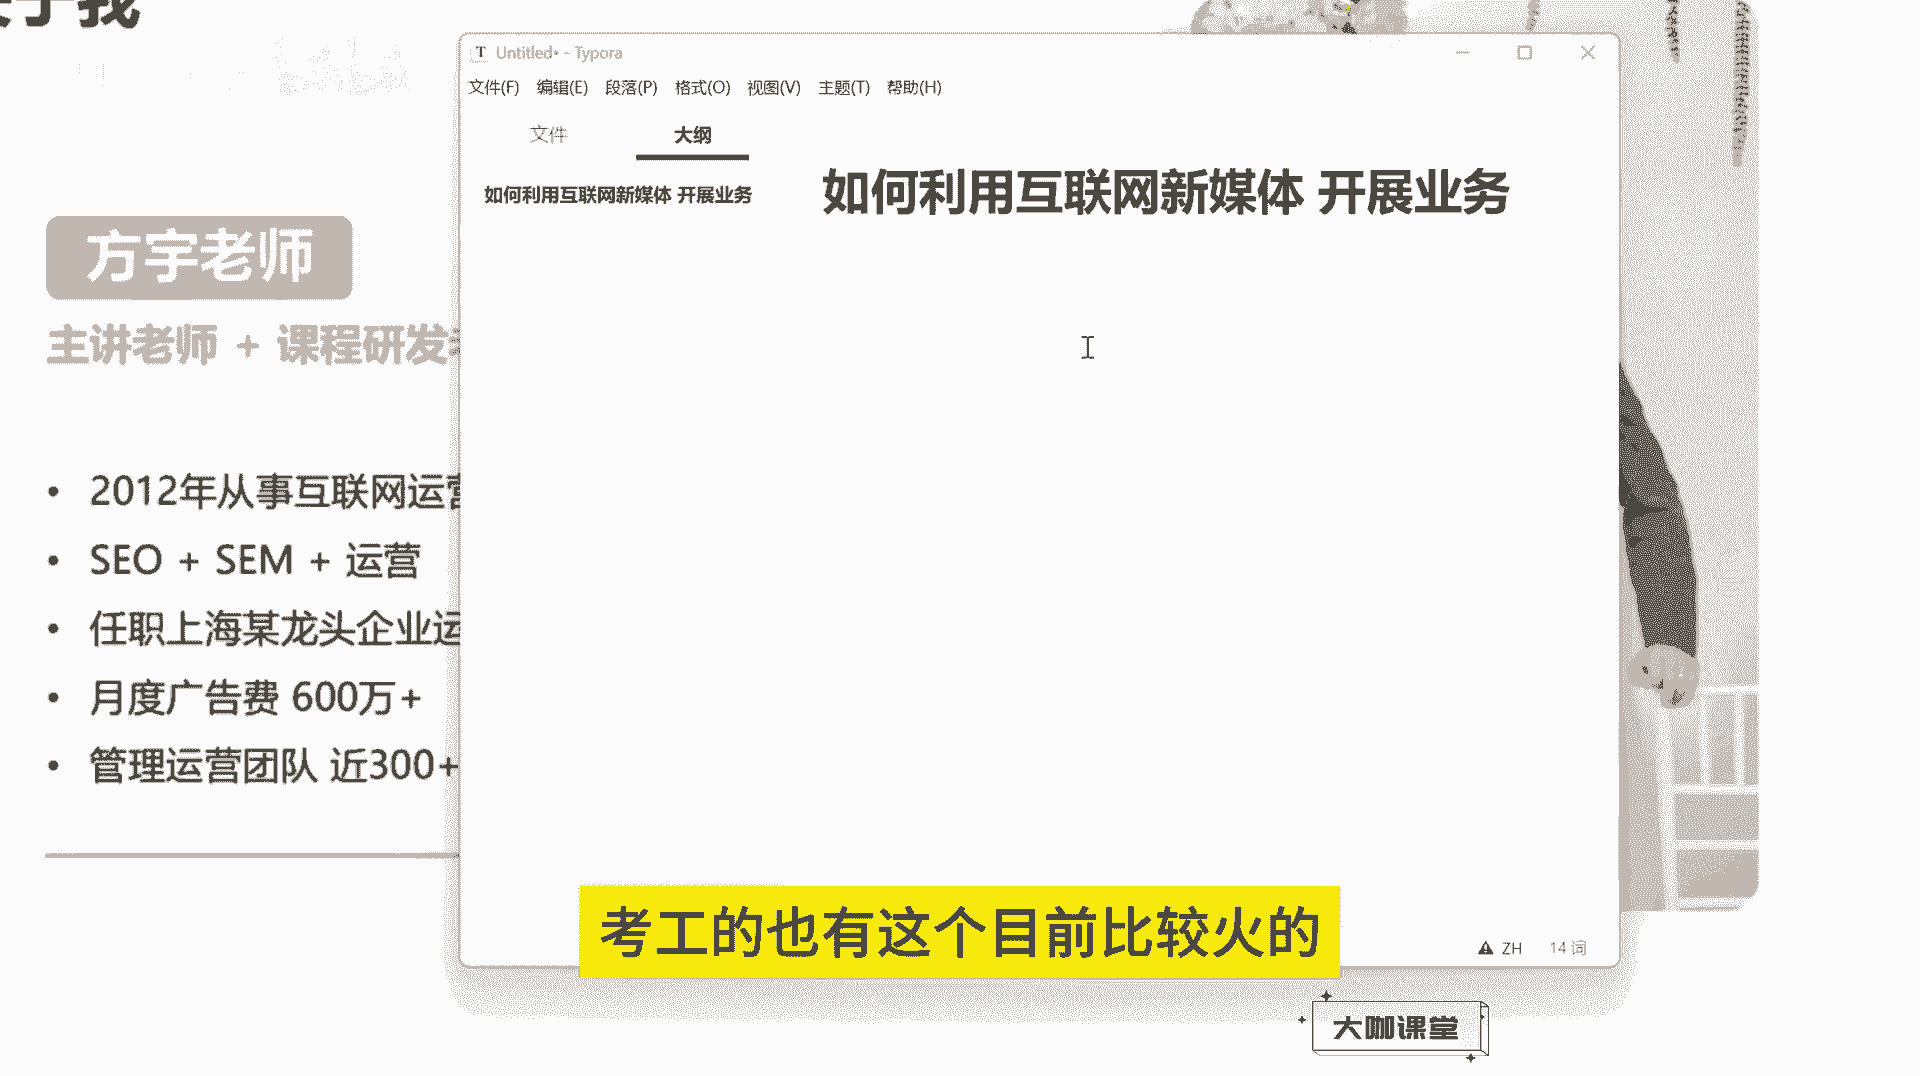 于我
Untitled• - Typora
文件(F) 编辑(E) 段落(P) 格式(O) 视图(V) 主题(T) 帮助(H)
文件 大纲
如何利用互联网新媒体 开展业务
如何利用互联网新媒体 开展业务
方宇老师
主讲老师 + 课程研发
• 2012年从事互联网运营
• SEO + SEM + 运营
• 任职上海某龙头企业运
• 月度广告费 600万+
• 管理运营团队 近300+
考工的也有这个目前比较火的
ZH 14 词
大咖课堂